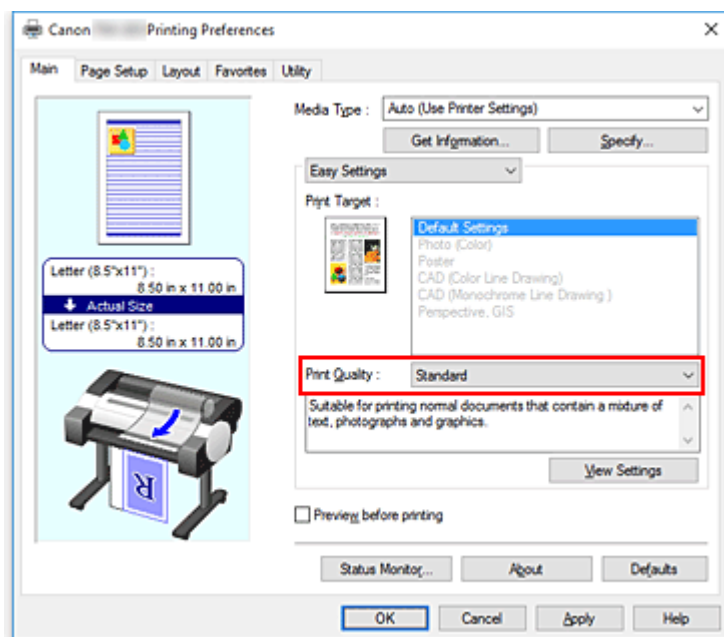 Canon Printing Preferences
Main Page Setup Layout Favorites Utility
Media Type : Auto (Use Printer Settings)
Get Information... Specify...
Easy Settings
Print Target :
Default Settings
Photo (Color)
Poster
CAD (Color Line Drawing)
CAD (Monochrome Line Drawing )
Perspective, GIS
Letter (8.5"x11") :
8.50 in x 11.00 in
Actual Size
Letter (8.5"x11") :
8.50 in x 11.00 in
Print Quality : Standard
Suitable for printing normal documents that contain a mixture of
text, photographs and graphics.
View Settings
R
Preview before printing
Status Monitor... About Defaults
OK Cancel Apply Help